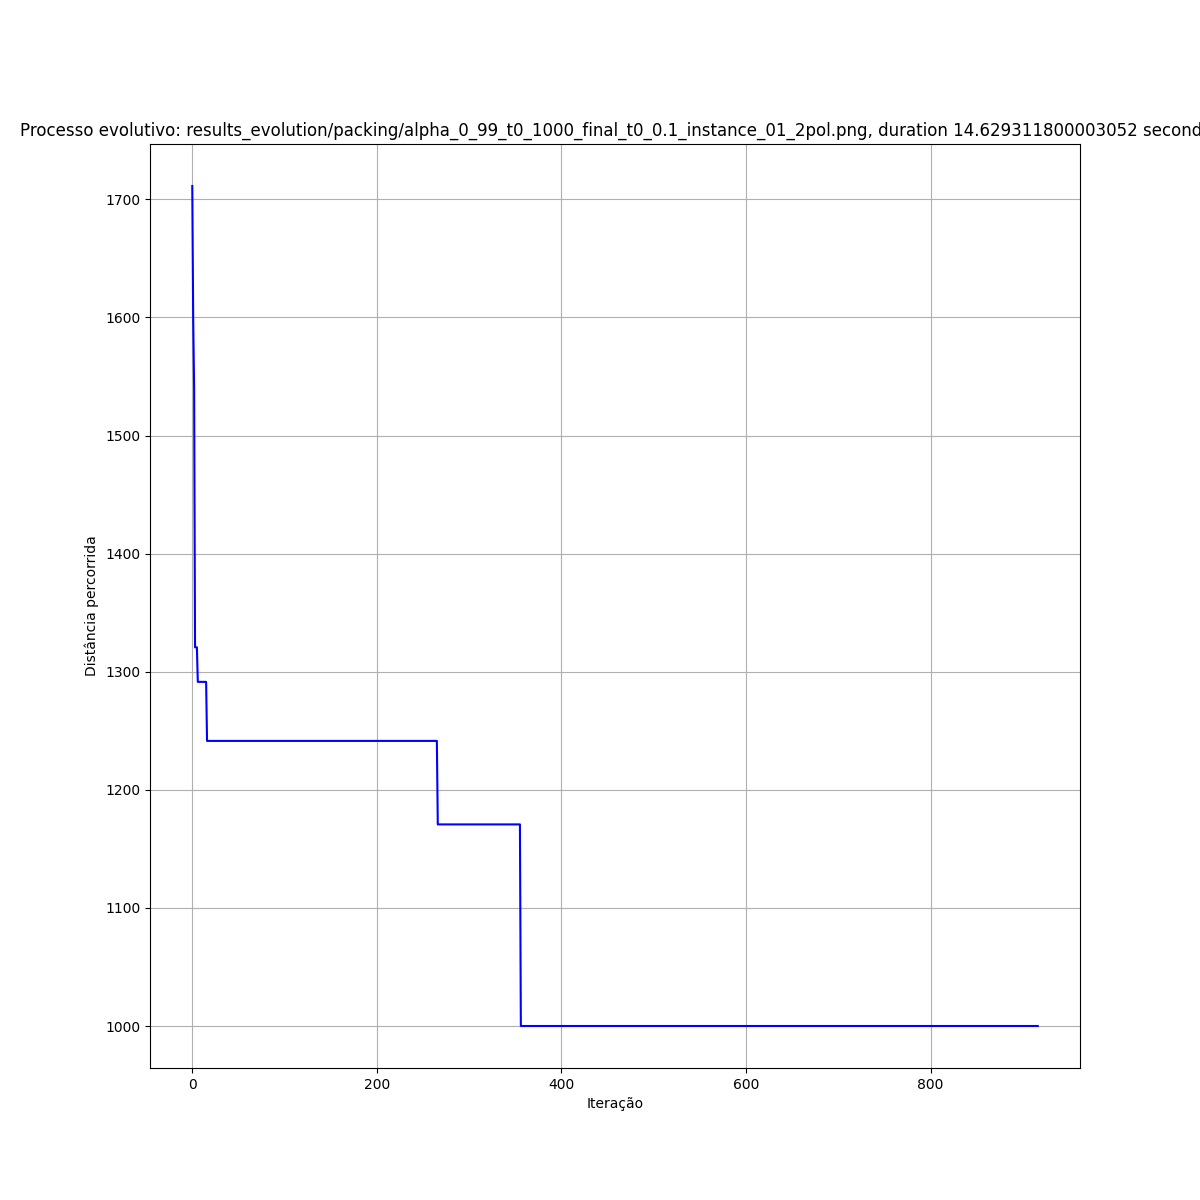 Processo evolutivo: results_evolution/packing/alpha_0_99_t0_1000_final_t0_0.1_instance_01_2pol.png, duration 14.629311800003052 second
1700
1600
1500
1400
1300
1200
1100
1000
Distância percorrida
0 200 400 600 800
Iteração